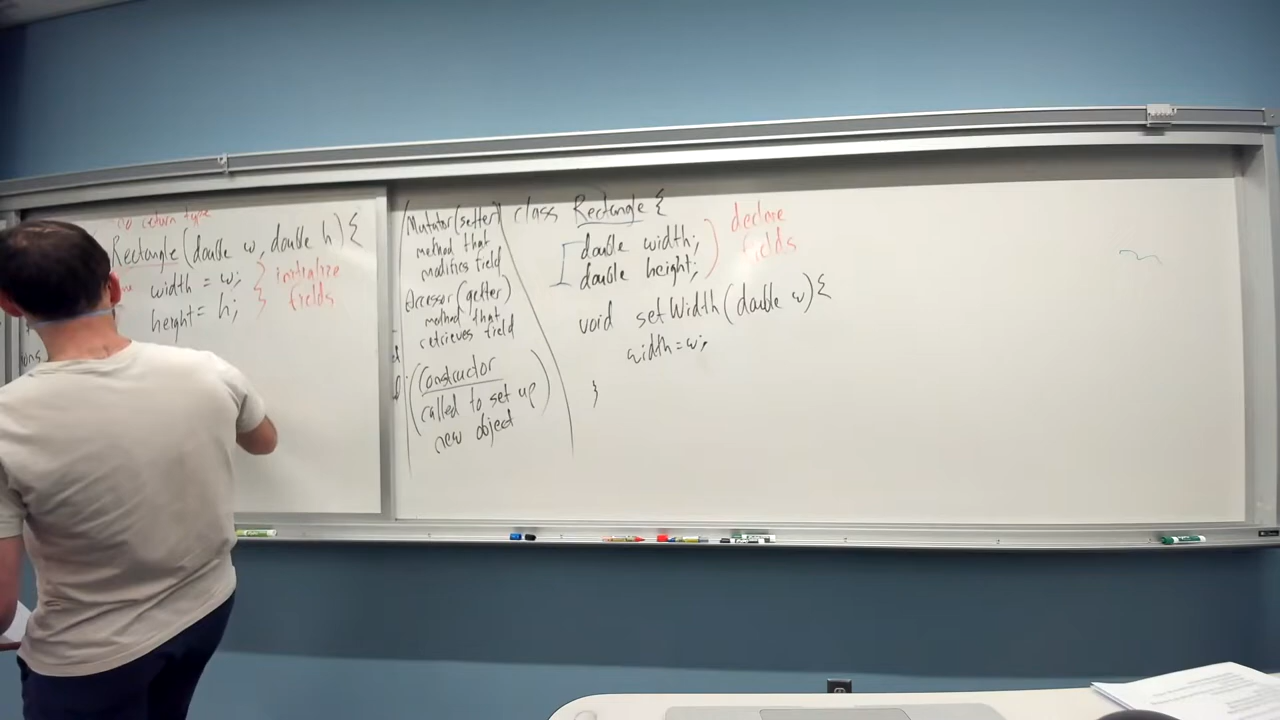 no return type
Rectangle (double w, double h) {
width = w;
height = h;
initialize
fields
ons
Mutator (setter)
method that
modifies field
Accessor (getter)
method that
retrieves field
Constructor
called to set up
new object
class Rectangle {
double width;
double height;
declare
fields
void setWidth (double w) {
width = w;
}